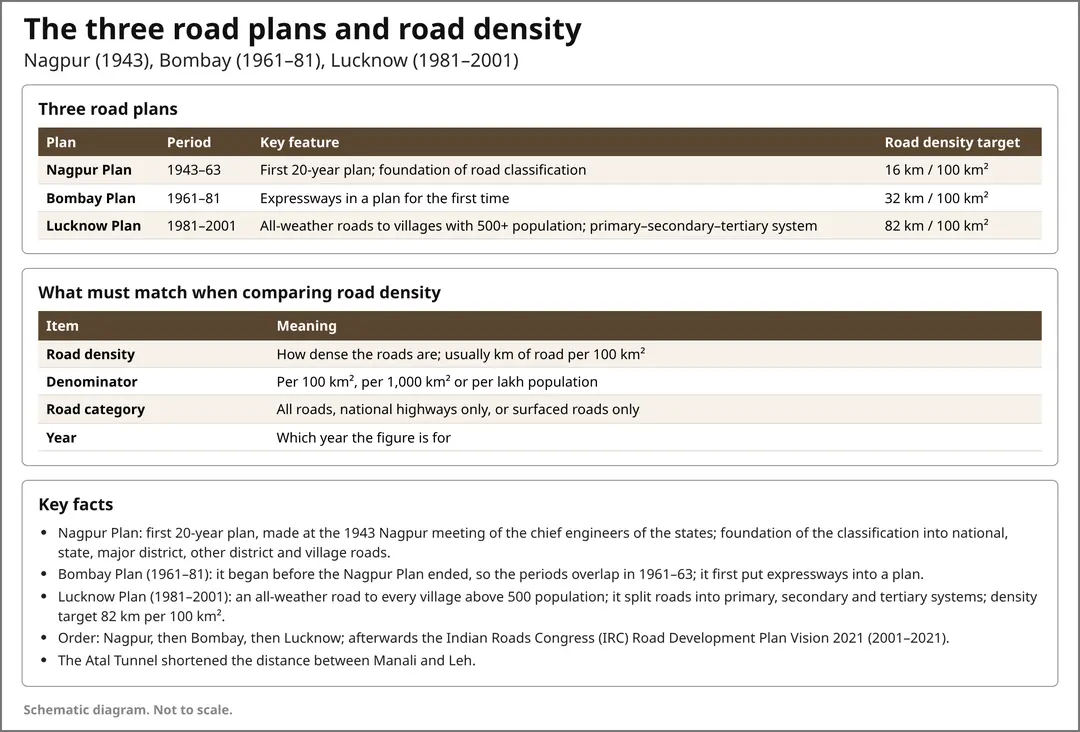 The three road plans and road density
Nagpur (1943), Bombay (1961–81), Lucknow (1981–2001)
Three road plans
Plan Period Key feature Road density target
Nagpur Plan 1943–63 First 20-year plan; foundation of road classification 16 km / 100 km²
Bombay Plan 1961–81 Expressways in a plan for the first time 32 km / 100 km²
Lucknow Plan 1981–2001 All-weather roads to villages with 500+ population; primary–secondary–tertiary system 82 km / 100 km²
What must match when comparing road density
Item Meaning
Road density How dense the roads are; usually km of road per 100 km²
Denominator Per 100 km², per 1,000 km² or per lakh population
Road category All roads, national highways only, or surfaced roads only
Year Which year the figure is for
Key facts
• Nagpur Plan: first 20-year plan, made at the 1943 Nagpur meeting of the chief engineers of the states; foundation of the classification into national,
state, major district, other district and village roads.
• Bombay Plan (1961–81): it began before the Nagpur Plan ended, so the periods overlap in 1961–63; it first put expressways into a plan.
• Lucknow Plan (1981–2001): an all-weather road to every village above 500 population; it split roads into primary, secondary and tertiary systems; density
target 82 km per 100 km².
• Order: Nagpur, then Bombay, then Lucknow; afterwards the Indian Roads Congress (IRC) Road Development Plan Vision 2021 (2001–2021).
• The Atal Tunnel shortened the distance between Manali and Leh.
Schematic diagram. Not to scale.